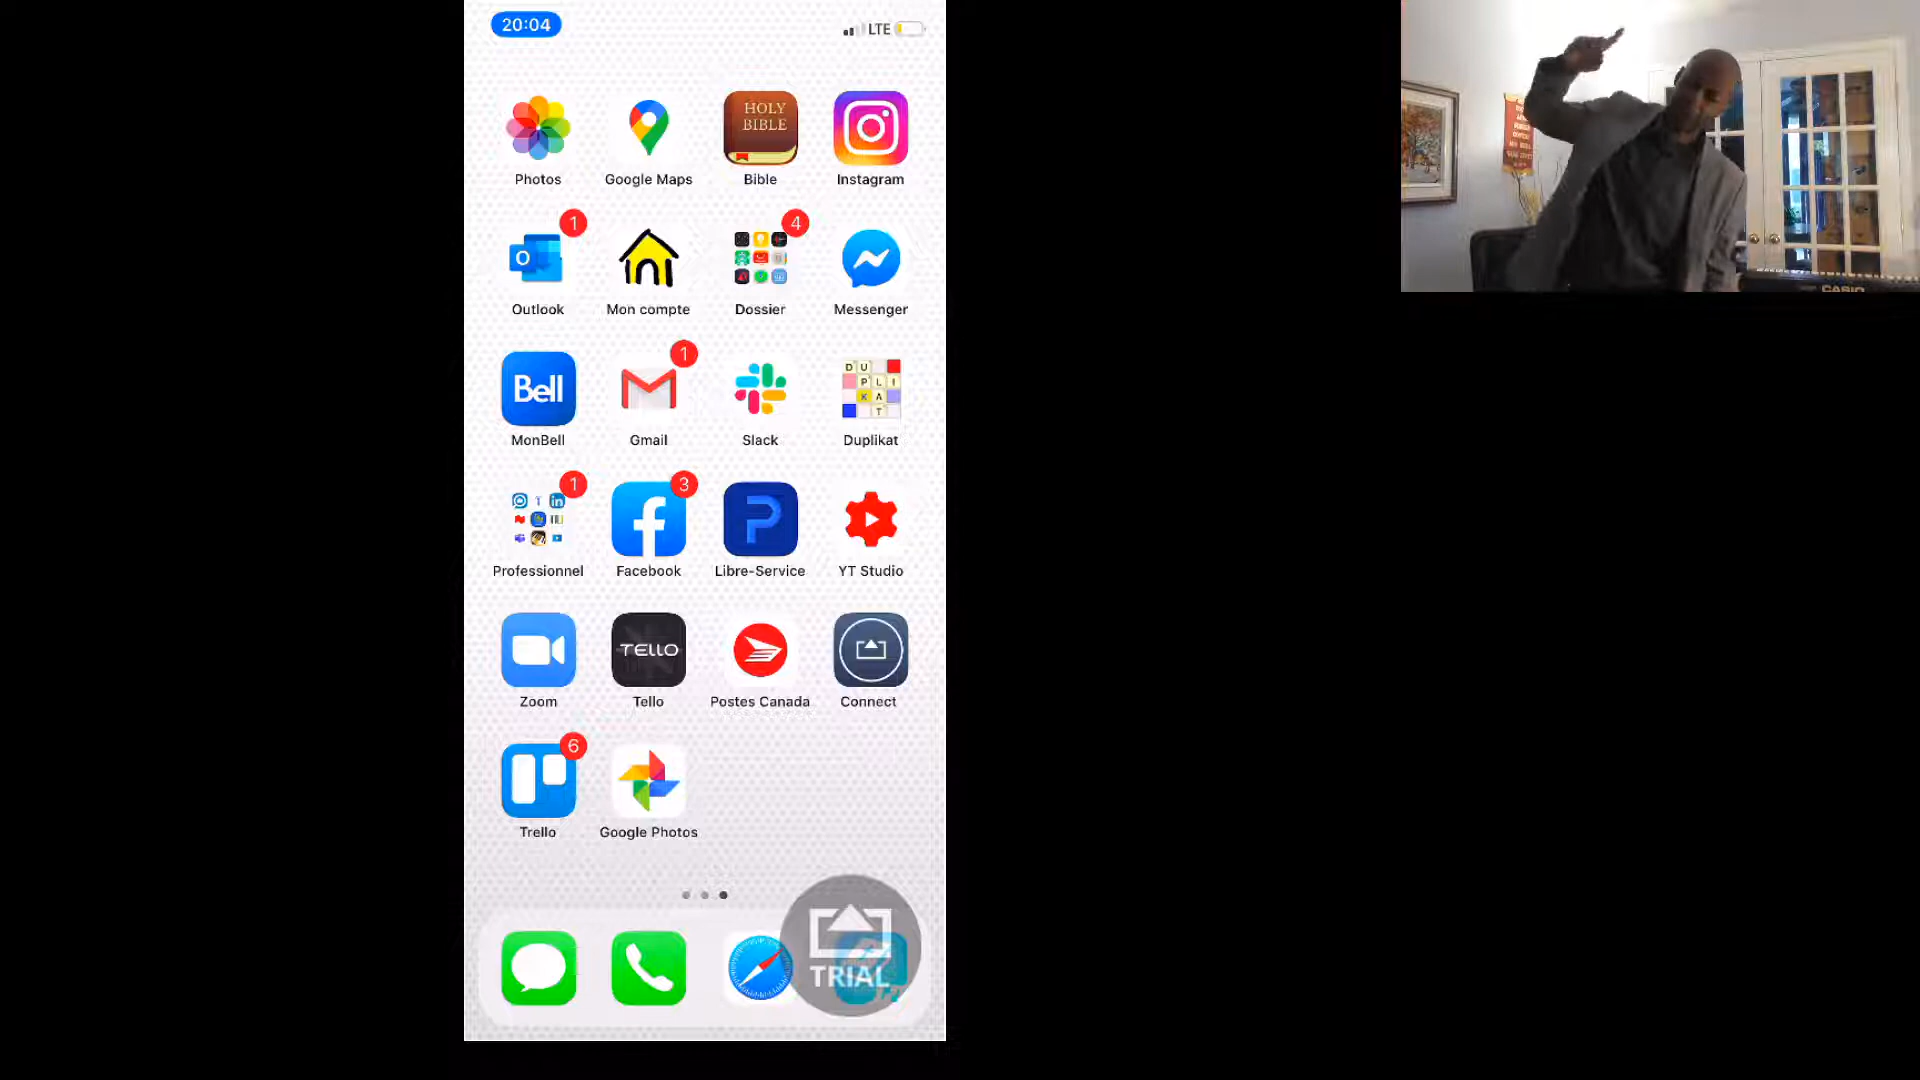 20:04
LTE
HOLY
BIBLE
Photos
Google Maps
Bible
Instagram
1
4
O
Outlook
Mon compte
Dossier
Messenger
1
Bell
D U
P L I
K A
T
MonBell
Gmail
Slack
Duplikat
1
3
in
Professionnel
Facebook
Libre-Service
YT Studio
TELLO
Zoom
Tello
Postes Canada
Connect
6
Trello
Google Photos
TRIAL
CASIO